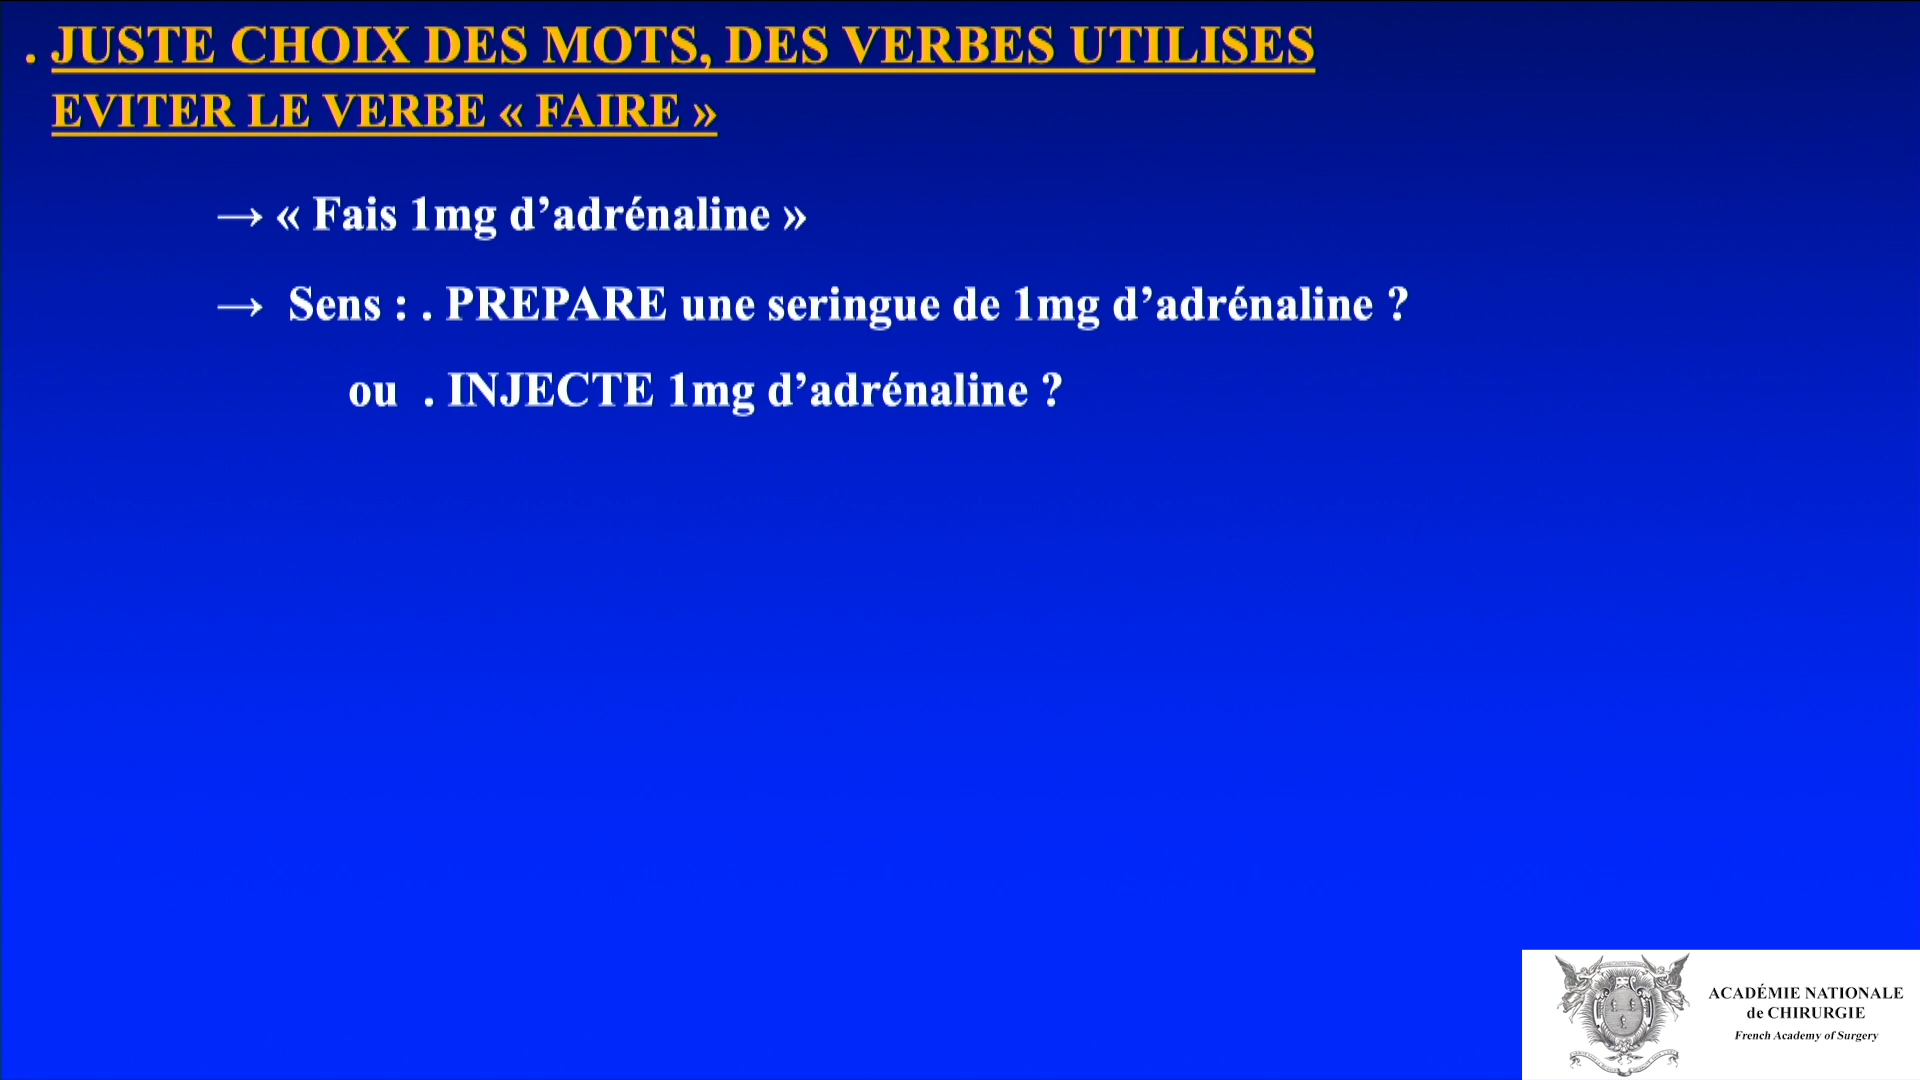 . JUSTE CHOIX DES MOTS, DES VERBES UTILISES
EVITER LE VERBE « FAIRE »
→ « Fais 1mg d’adrénaline »
→ Sens : . PREPARE une seringue de 1mg d’adrénaline ?
ou . INJECTE 1mg d’adrénaline ?
ACADÉMIE NATIONALE
de CHIRURGIE
French Academy of Surgery